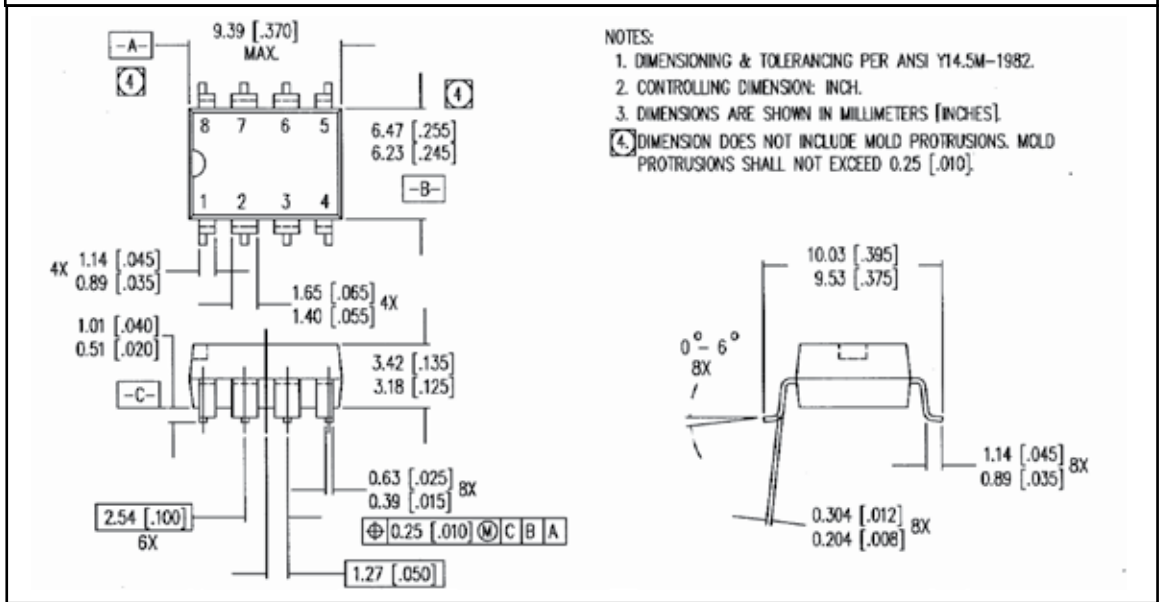 9.39 [.370]
MAX.
-A-
4
4
8 7 6 5
6.47 [.255]
6.23 [.245]
-B-
1 2 3 4
4X 1.14 [.045]
0.89 [.035]
1.65 [.065] 4X
1.40 [.055]
1.01 [.040]
0.51 [.020]
-C-
3.42 [.135]
3.18 [.125]
0.63 [.025] 8X
0.39 [.015]
2.54 [.100]
6X
⌖ 0.25 [.010] Ⓜ C B A
1.27 [.050]
NOTES:
1. DIMENSIONING & TOLERANCING PER ANSI Y14.5M-1982.
2. CONTROLLING DIMENSION: INCH.
3. DIMENSIONS ARE SHOWN IN MILLIMETERS [INCHES].
4. DIMENSION DOES NOT INCLUDE MOLD PROTRUSIONS. MOLD
PROTRUSIONS SHALL NOT EXCEED 0.25 [.010].
10.03 [.395]
9.53 [.375]
0° - 6°
8X
1.14 [.045] 8X
0.89 [.035]
0.304 [.012] 8X
0.204 [.008]